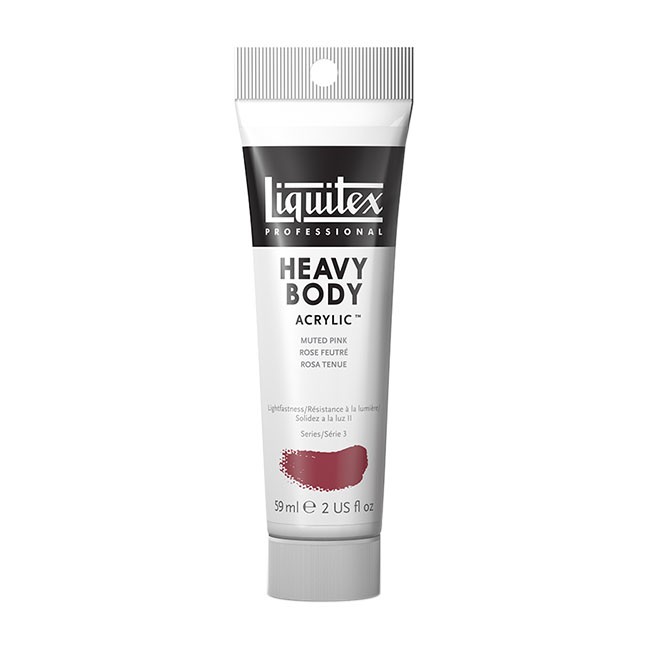 Liquitex
PROFESSIONAL
HEAVY
BODY
ACRYLIC™
MUTED PINK
ROSE FEUTRÉ
ROSA TENUE
Lightfastness/Résistance à la lumière/
Solidez a la luz II
Series/Série 3
59 ml ℮ 2 US fl oz